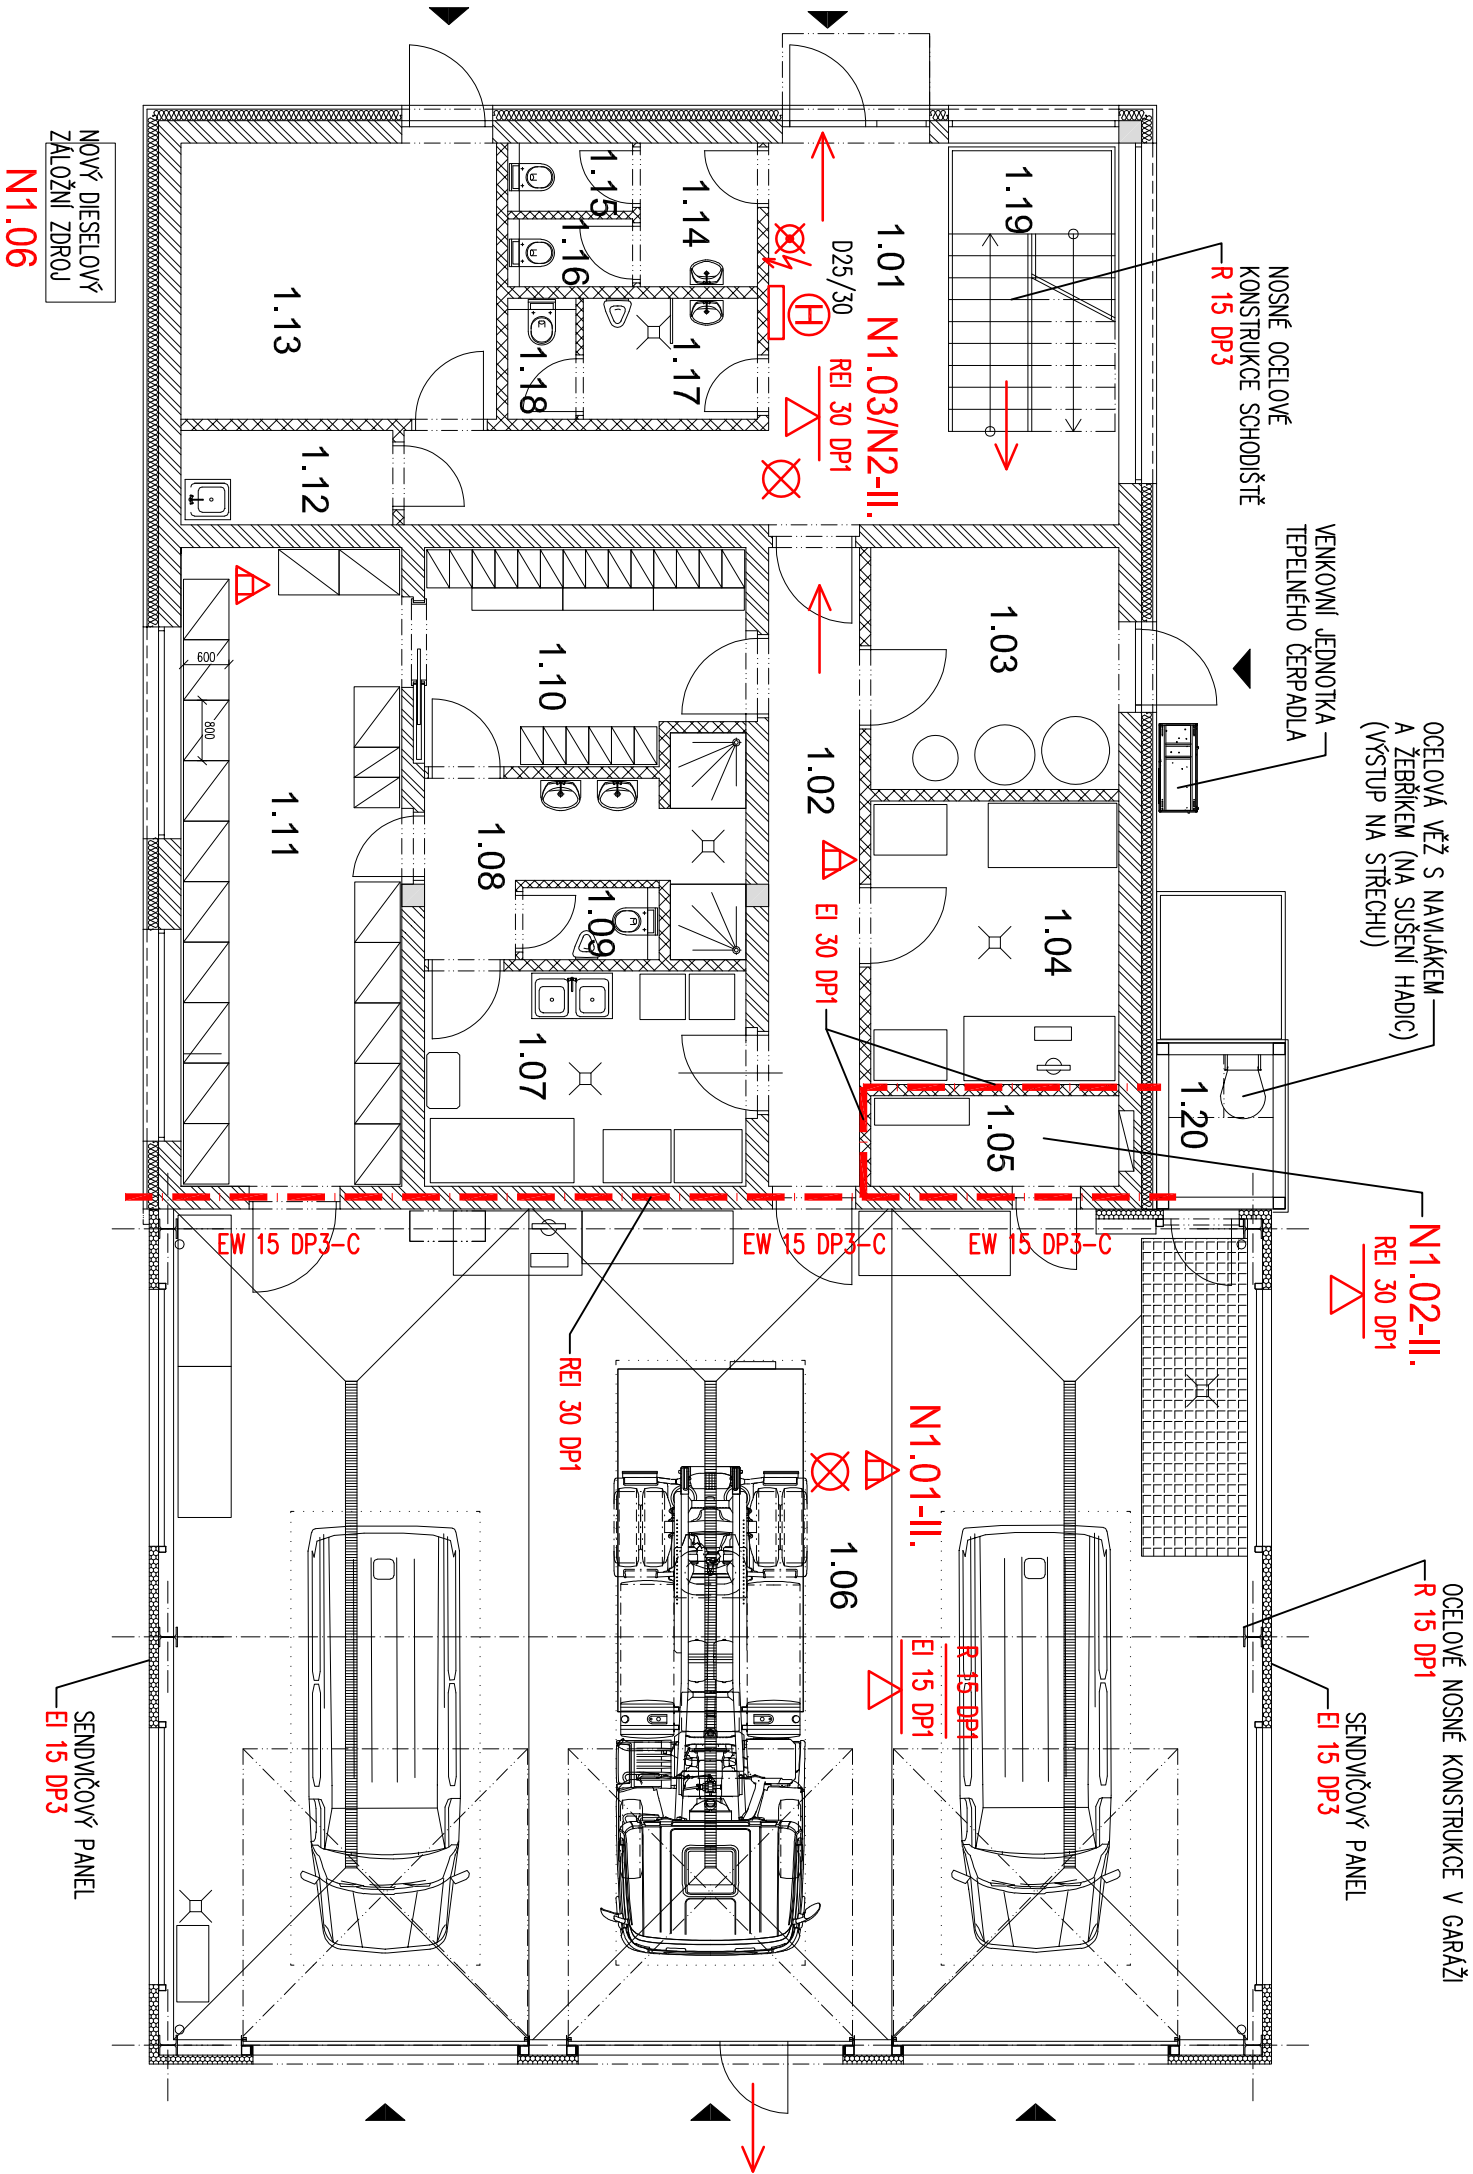 OCELOVÉ NOSNÉ KONSTRUKCE V GARÁŽI
R 15 DP1
SENDVIČOVÝ PANEL
EI 15 DP3
OCELOVÁ VĚŽ S NAVIJÁKEM
A ŽEBŘÍKEM (NA SUŠENÍ HADIC)
(VÝSTUP NA STŘECHU)
N1.02-II.
REI 30 DP1
VENKOVNÍ JEDNOTKA
TEPELNÉHO ČERPADLA
NOSNÉ OCELOVÉ
KONSTRUKCE SCHODIŠTĚ
R 15 DP3
1.19
1.20
1.03
1.04
1.05
1.01
N1.03/N2-II.
REI 30 DP1
D25/30
H
1.02
EI 30 DP1
N1.01-II.
1.06
R 15 DP1
EI 15 DP1
EW 15 DP3-C
EW 15 DP3-C
EW 15 DP3-C
REI 30 DP1
1.14
1.15
1.16
1.17
1.18
1.10
1.08
1.09
1.07
1.13
1.12
1.11
600
800
NOVÝ DIESELOVÝ
ZÁLOŽNÍ ZDROJ
N1.06
SENDVIČOVÝ PANEL
EI 15 DP3